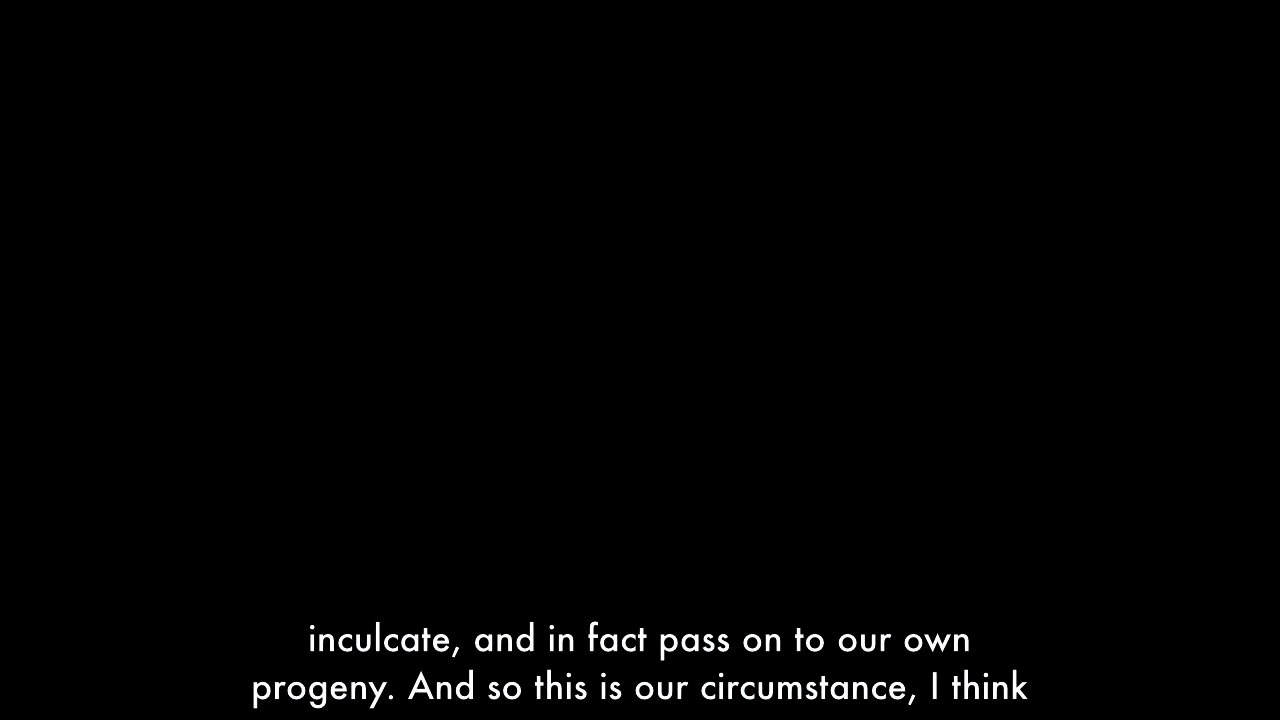 inculcate, and in fact pass on to our own
progeny. And so this is our circumstance, I think